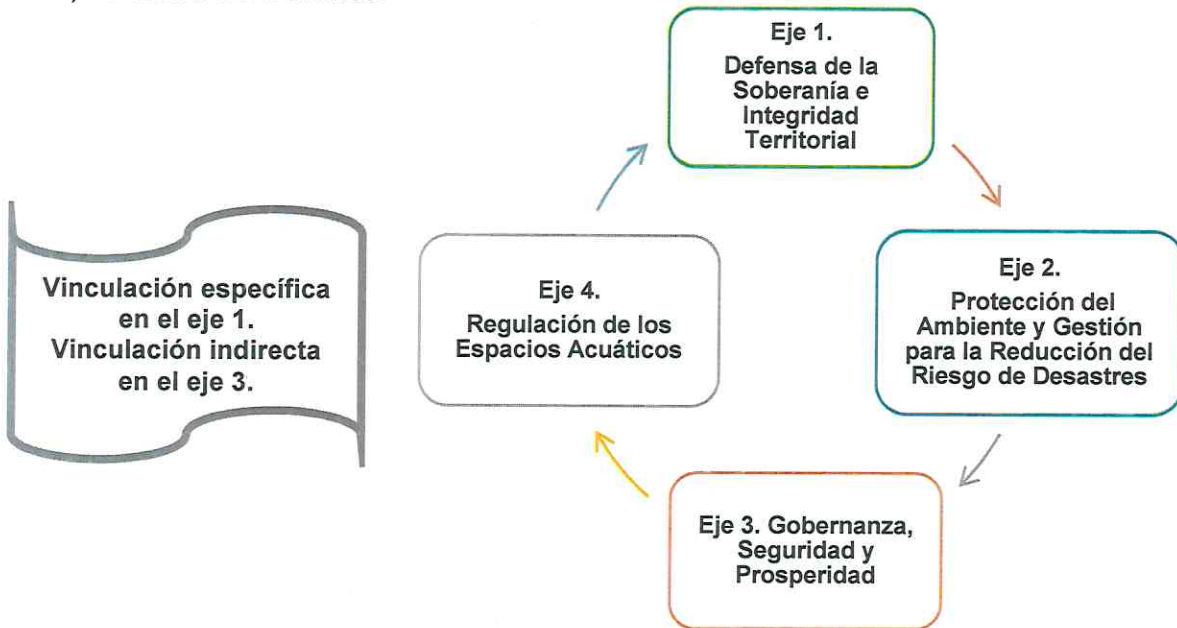 Eje 1.
Defensa de la
Soberanía e
Integridad
Territorial
Vinculación específica
en el eje 1.
Vinculación indirecta
en el eje 3.
Eje 4.
Regulación de los
Espacios Acuáticos
Eje 2.
Protección del
Ambiente y Gestión
para la Reducción del
Riesgo de Desastres
Eje 3. Gobernanza,
Seguridad y
Prosperidad